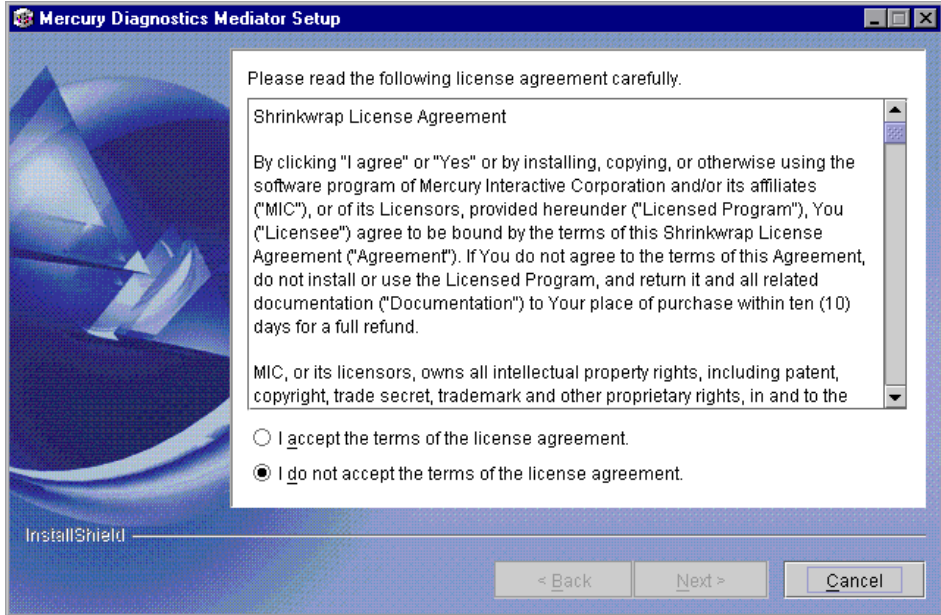 Mercury Diagnostics Mediator Setup
Please read the following license agreement carefully.
Shrinkwrap License Agreement
By clicking "I agree" or "Yes" or by installing, copying, or otherwise using the
software program of Mercury Interactive Corporation and/or its affiliates
("MIC"), or of its Licensors, provided hereunder ("Licensed Program"), You
("Licensee") agree to be bound by the terms of this Shrinkwrap License
Agreement ("Agreement"). If You do not agree to the terms of this Agreement,
do not install or use the Licensed Program, and return it and all related
documentation ("Documentation") to Your place of purchase within ten (10)
days for a full refund.
MIC, or its licensors, owns all intellectual property rights, including patent,
copyright, trade secret, trademark and other proprietary rights, in and to the
I accept the terms of the license agreement.
I do not accept the terms of the license agreement.
InstallShield
< Back Next > Cancel